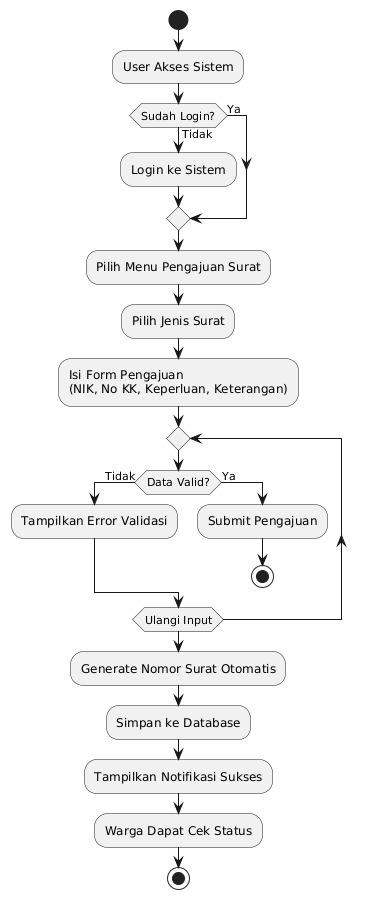 User Akses Sistem
Sudah Login?
Ya
Tidak
Login ke Sistem
Pilih Menu Pengajuan Surat
Pilih Jenis Surat
Isi Form Pengajuan
(NIK, No KK, Keperluan, Keterangan)
Tidak
Data Valid?
Ya
Tampilkan Error Validasi
Submit Pengajuan
Ulangi Input
Generate Nomor Surat Otomatis
Simpan ke Database
Tampilkan Notifikasi Sukses
Warga Dapat Cek Status